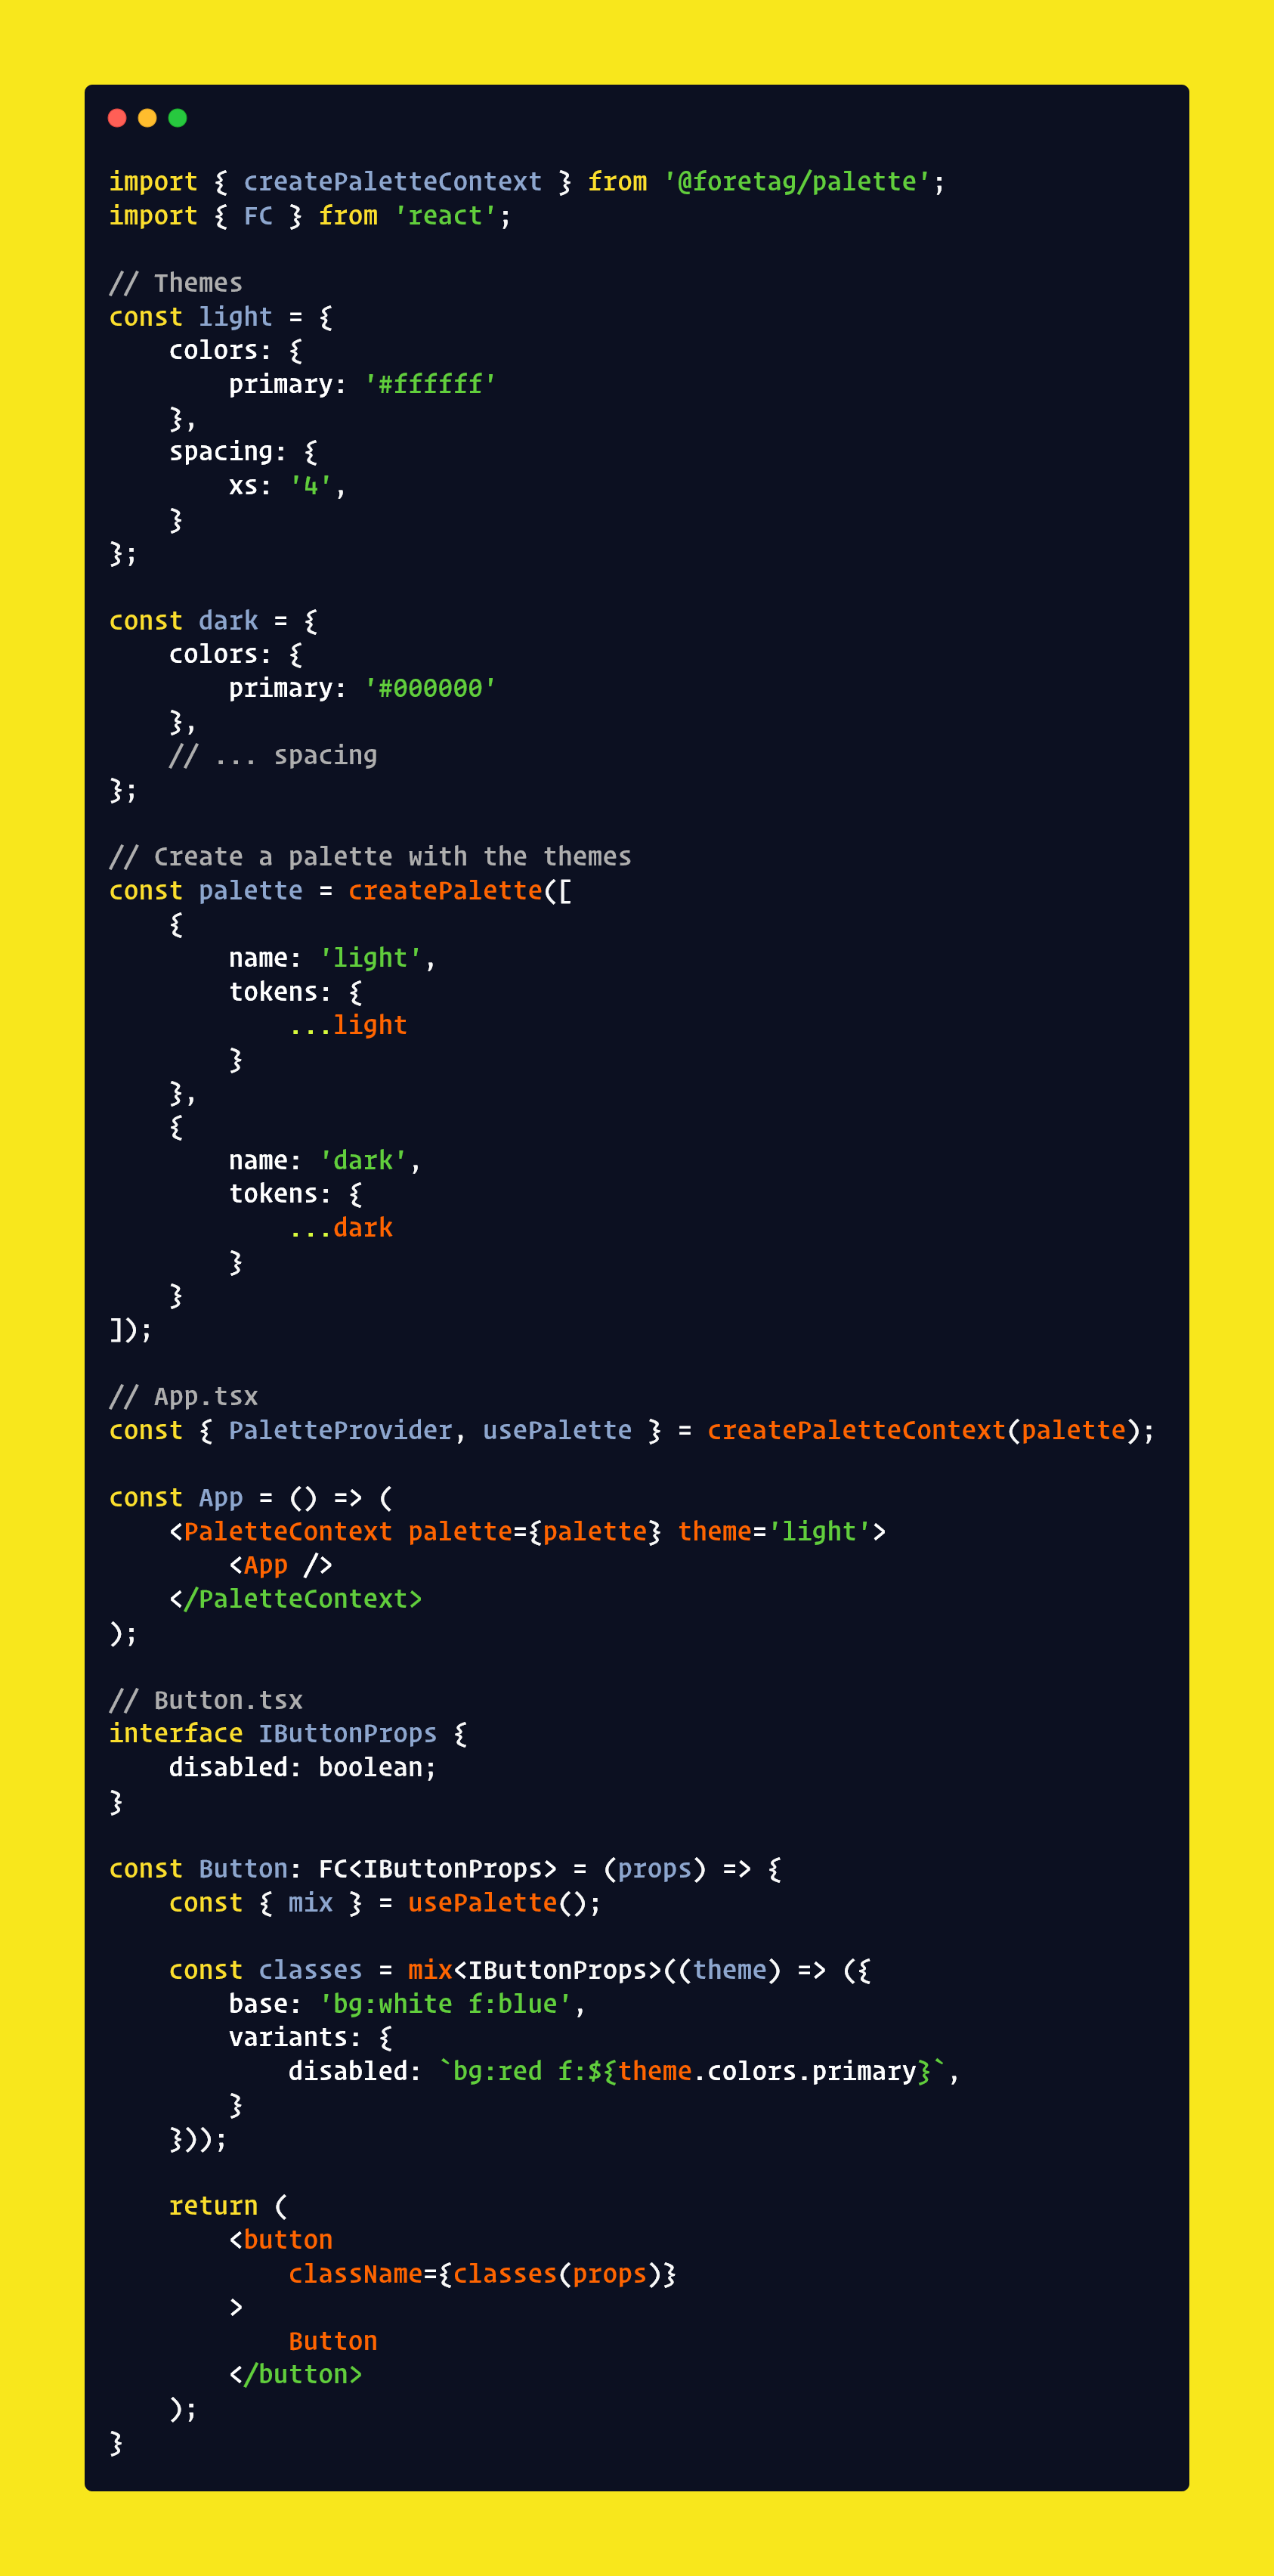 import { createPaletteContext } from '@foretag/palette';
import { FC } from 'react';

// Themes
const light = {
    colors: {
        primary: '#ffffff'
    },
    spacing: {
        xs: '4',
    }
};

const dark = {
    colors: {
        primary: '#000000'
    },
    // ... spacing
};

// Create a palette with the themes
const palette = createPalette([
    {
        name: 'light',
        tokens: {
            ...light
        }
    },
    {
        name: 'dark',
        tokens: {
            ...dark
        }
    }
]);

// App.tsx
const { PaletteProvider, usePalette } = createPaletteContext(palette);

const App = () => (
    <PaletteContext palette={palette} theme='light'>
        <App />
    </PaletteContext>
);

// Button.tsx
interface IButtonProps {
    disabled: boolean;
}

const Button: FC<IButtonProps> = (props) => {
    const { mix } = usePalette();

    const classes = mix<IButtonProps>((theme) => ({
        base: 'bg:white f:blue',
        variants: {
            disabled: `bg:red f:${theme.colors.primary}`,
        }
    }));

    return (
        <button
            className={classes(props)}
        >
            Button
        </button>
    );
}